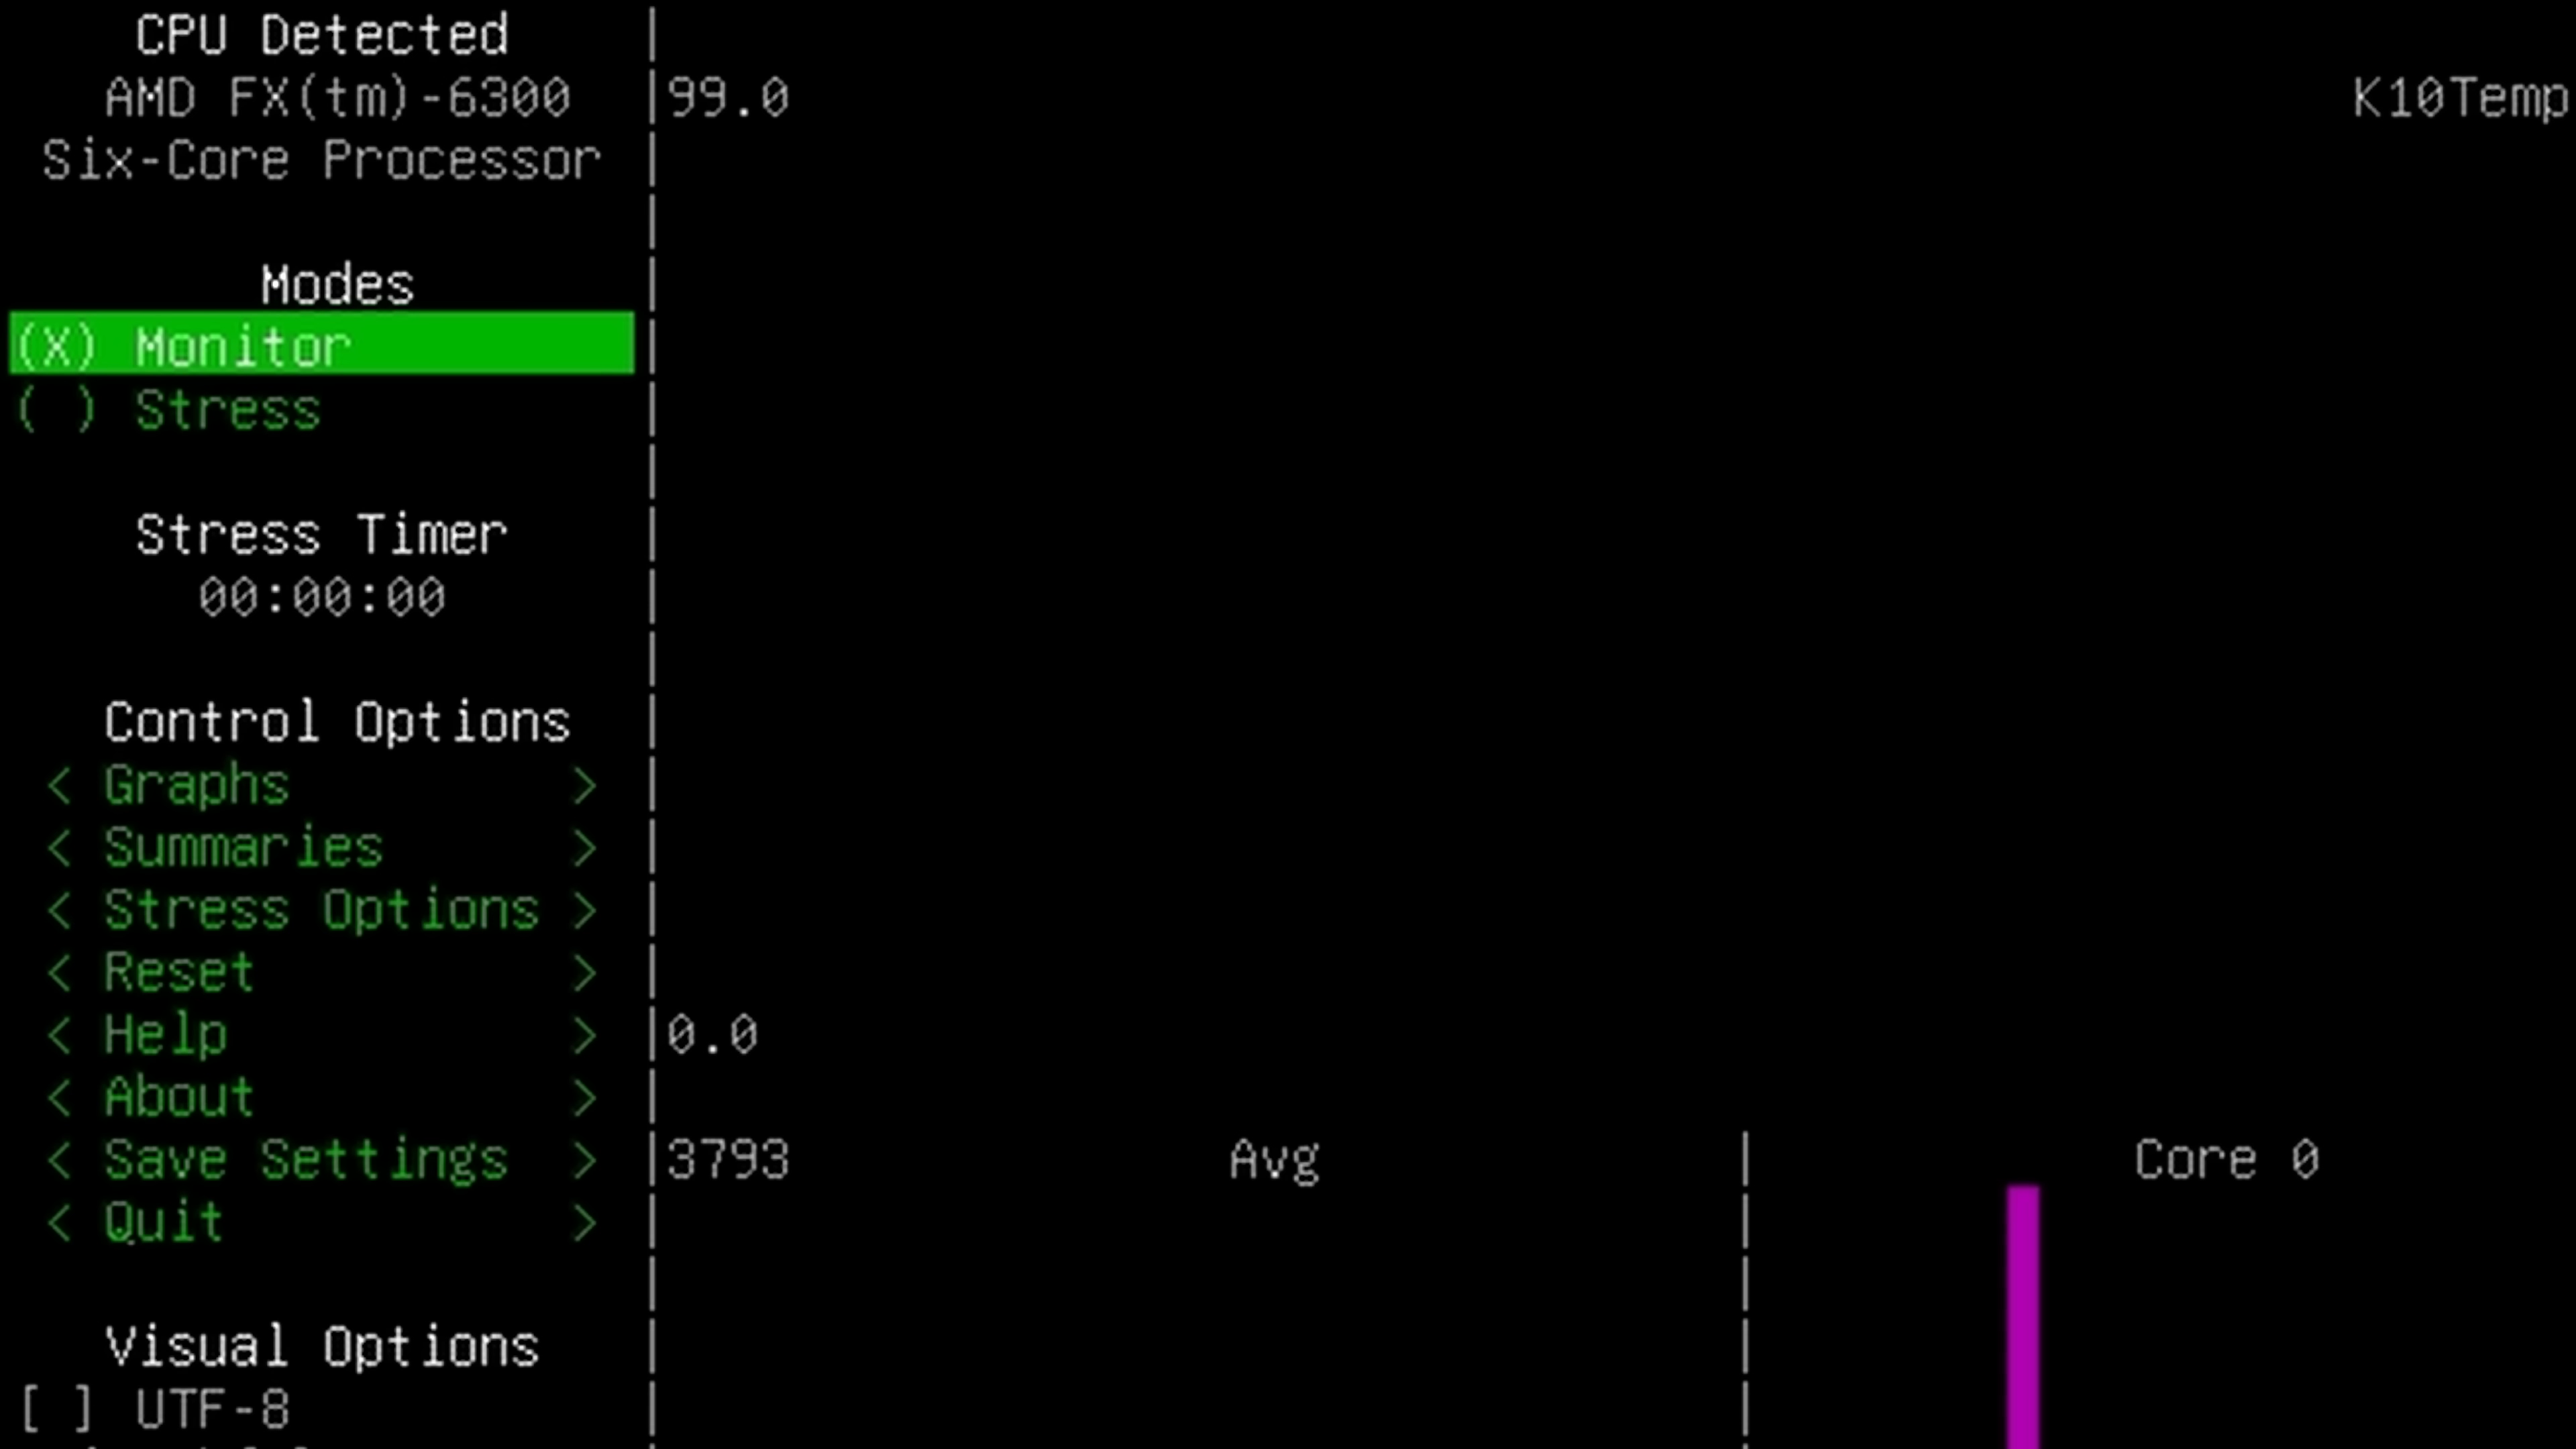 CPU Detected
AMD FX(tm)-6300
Six-Core Processor
99.0
K10Temp
Modes
(X) Monitor
( ) Stress
Stress Timer
00:00:00
Control Options
< Graphs >
< Summaries >
< Stress Options >
< Reset >
< Help >
0.0
< About >
< Save Settings >
3793 Avg
Core 0
< Quit >
Visual Options
[ ] UTF-8